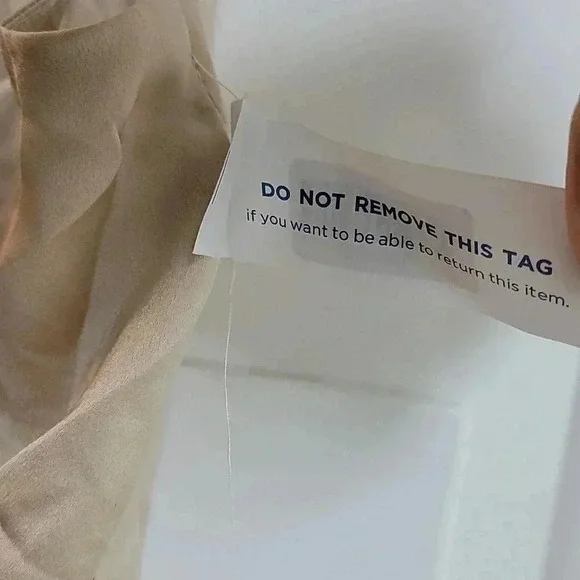 DO NOT REMOVE THIS TAG
if you want to be able to return this item.